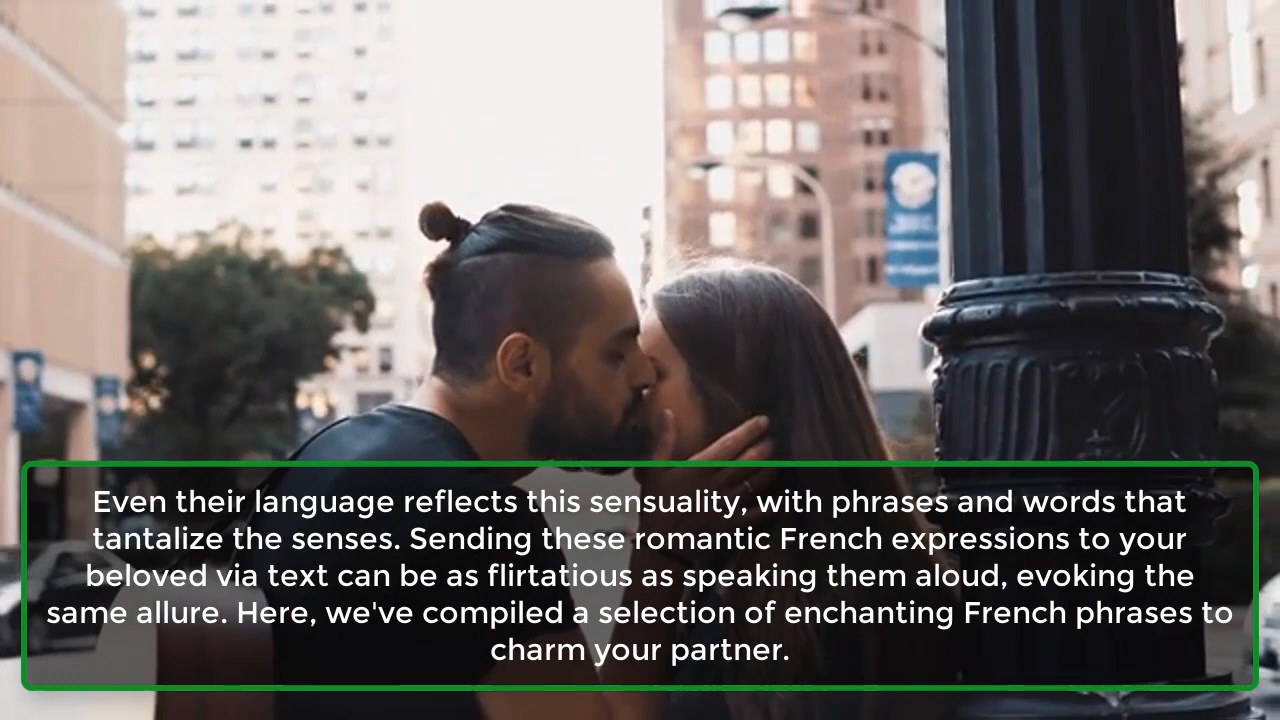 Even their language reflects this sensuality, with phrases and words that
tantalize the senses. Sending these romantic French expressions to your
beloved via text can be as flirtatious as speaking them aloud, evoking the
same allure. Here, we've compiled a selection of enchanting French phrases to
charm your partner.